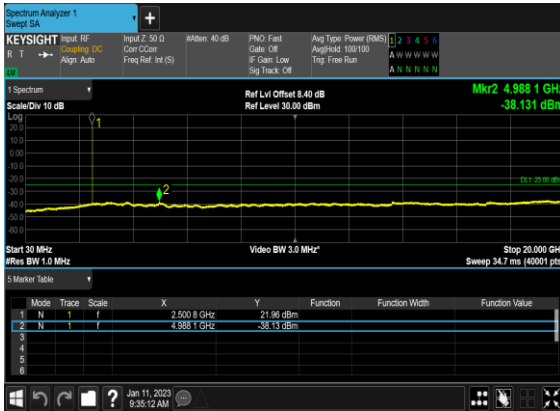 Spectrum Analyzer 1
Swept SA
+
KEYSIGHT Input: RF Input Z: 50 Ω #Atten: 40 dB PNO: Fast Avg Type: Power (RMS) 1 2 3 4 5 6
R T Coupling: DC Corr CCorr Gate: Off Avg|Hold: 100/100 A W W W W W
Align: Auto Freq Ref: Int (S) IF Gain: Low Trig: Free Run
Sig Track: Off A N N N N N
1 Spectrum Ref Lvl Offset 8.40 dB Mkr2 4.988 1 GHz
Scale/Div 10 dB Ref Level 30.00 dBm -38.131 dBm
Log
20.0
10.0
0.00
-10.0
-20.0
-30.0
-40.0
-50.0
-60.0
1
2
DL1 -25.00 dBm
Start 30 MHz Video BW 3.0 MHz* Stop 20.000 GHz
#Res BW 1.0 MHz Sweep 34.7 ms (40001 pts)
5 Marker Table
Mode Trace Scale X Y Function Function Width Function Value
1 N 1 f 2.500 8 GHz 21.96 dBm
2 N 1 f 4.988 1 GHz -38.13 dBm
3
4
5
6
? Jan 11, 2023
9:35:12 AM